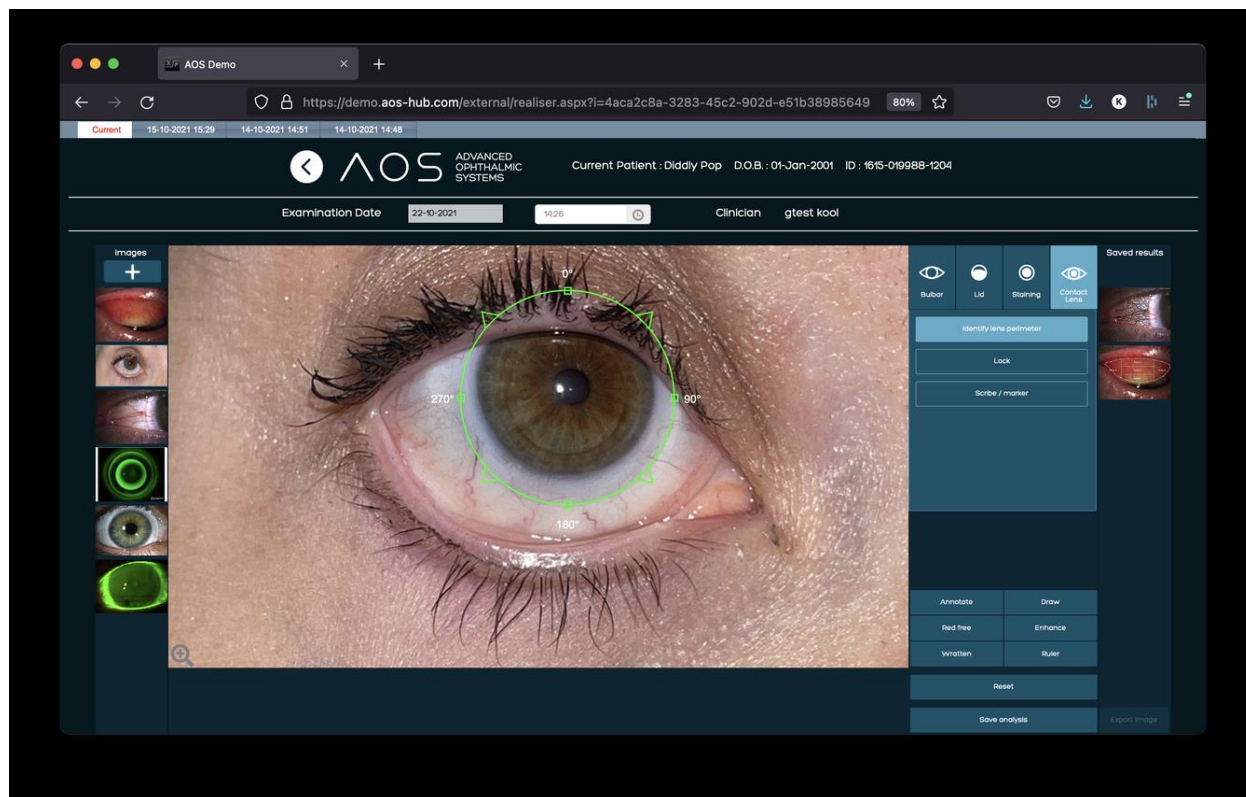 AOS Demo
https://demo.aos-hub.com/external/realiser.aspx?i=4aca2c8a-3283-45c2-902d-e51b38985649 80%
K
Current 15-10-2021 15:29 14-10-2021 14:51 14-10-2021 14:48
AOS
ADVANCED
OPHTHALMIC
SYSTEMS
Current Patient : Diddly Pop D.O.B. : 01-Jan-2001 ID : 1615-019988-1204
Examination Date 22-10-2021 14:26 Clinician gtest kool
Images
0°
270°
90°
180°
Bulbar
Lid
Staining
Contact
Lens
Identify lens perimeter
Lock
Scribe / marker
Annotate Draw
Red free Enhance
Wratten Ruler
Reset
Save analysis
Saved results
Export Image